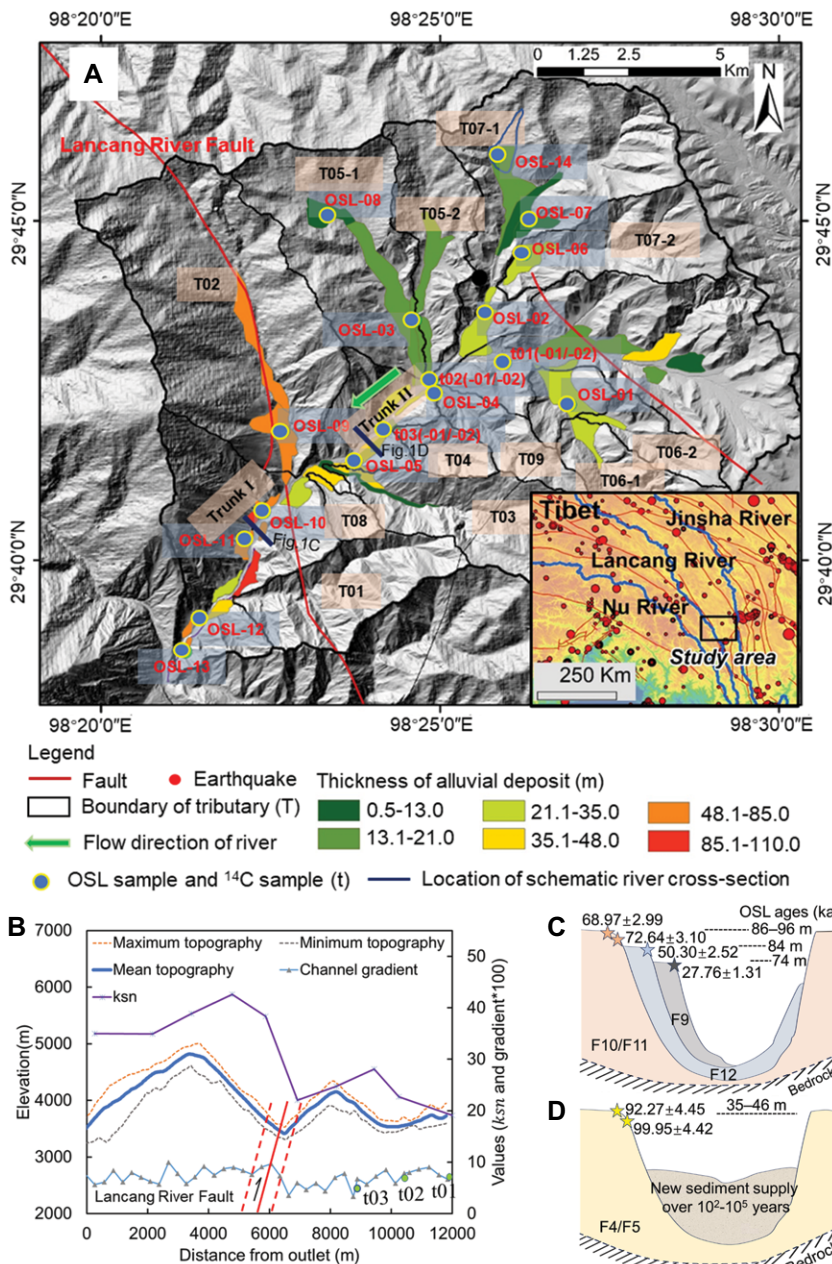 98°20'0"E 98°25'0"E 98°30'0"E
A
0 1.25 2.5 5
Km
N
Lancang River Fault
T07-1
OSL-14
T05-1
OSL-08
T05-2
OSL-07
29°45'0"N
29°45'0"N
T07-2
OSL-06
T02
OSL-03
OSL-02
t01(-01/-02)
t02(-01/-02)
OSL-04
OSL-01
Trunk II
OSL-09
t03(-01/-02)
Fig.1D
OSL-05
T04
T09
T06-2
T06-1
Trunk I
OSL-10
T08
T03
OSL-11
Fig.1C
29°40'0"N
29°40'0"N
T01
OSL-12
OSL-13
Tibet
Jinsha River
Lancang River
Nu River
Study area
250 Km
98°20'0"E 98°25'0"E 98°30'0"E
Legend
Fault Earthquake Thickness of alluvial deposit (m)
Boundary of tributary (T) 0.5-13.0 21.1-35.0 48.1-85.0
Flow direction of river 13.1-21.0 35.1-48.0 85.1-110.0
OSL sample and 14C sample (t) Location of schematic river cross-section
B
7000
6000
5000
4000
3000
2000
Elevation(m)
Maximum topography Minimum topography
Mean topography Channel gradient
ksn
50
40
30
20
10
0
Values (ksn and gradient*100)
Lancang River Fault
t03 t02 t01
0 2000 4000 6000 8000 10000 12000
Distance from outlet (m)
C
OSL ages (ka
68.97±2.99
86–96 m
72.64±3.10
84 m
50.30±2.52
74 m
27.76±1.31
F9
F10/F11
F12
Bedrock
D
92.27±4.45
35–46 m
99.95±4.42
New sediment supply
over 10²-10⁵ years
F4/F5
Bedrock